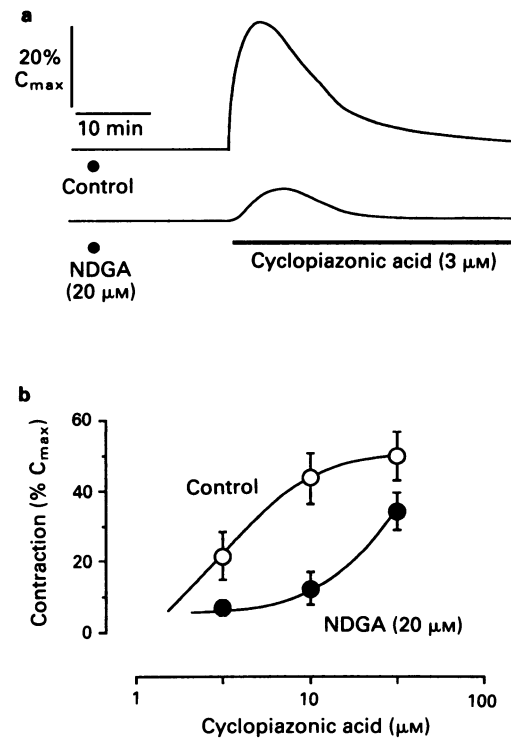 a
20%
Cmax
10 min
Control
NDGA
(20 µM)
Cyclopiazonic acid (3 µM)
b
60
40
20
0
Contraction (% Cmax)
Control
NDGA (20 µM)
1
10
100
Cyclopiazonic acid (µM)